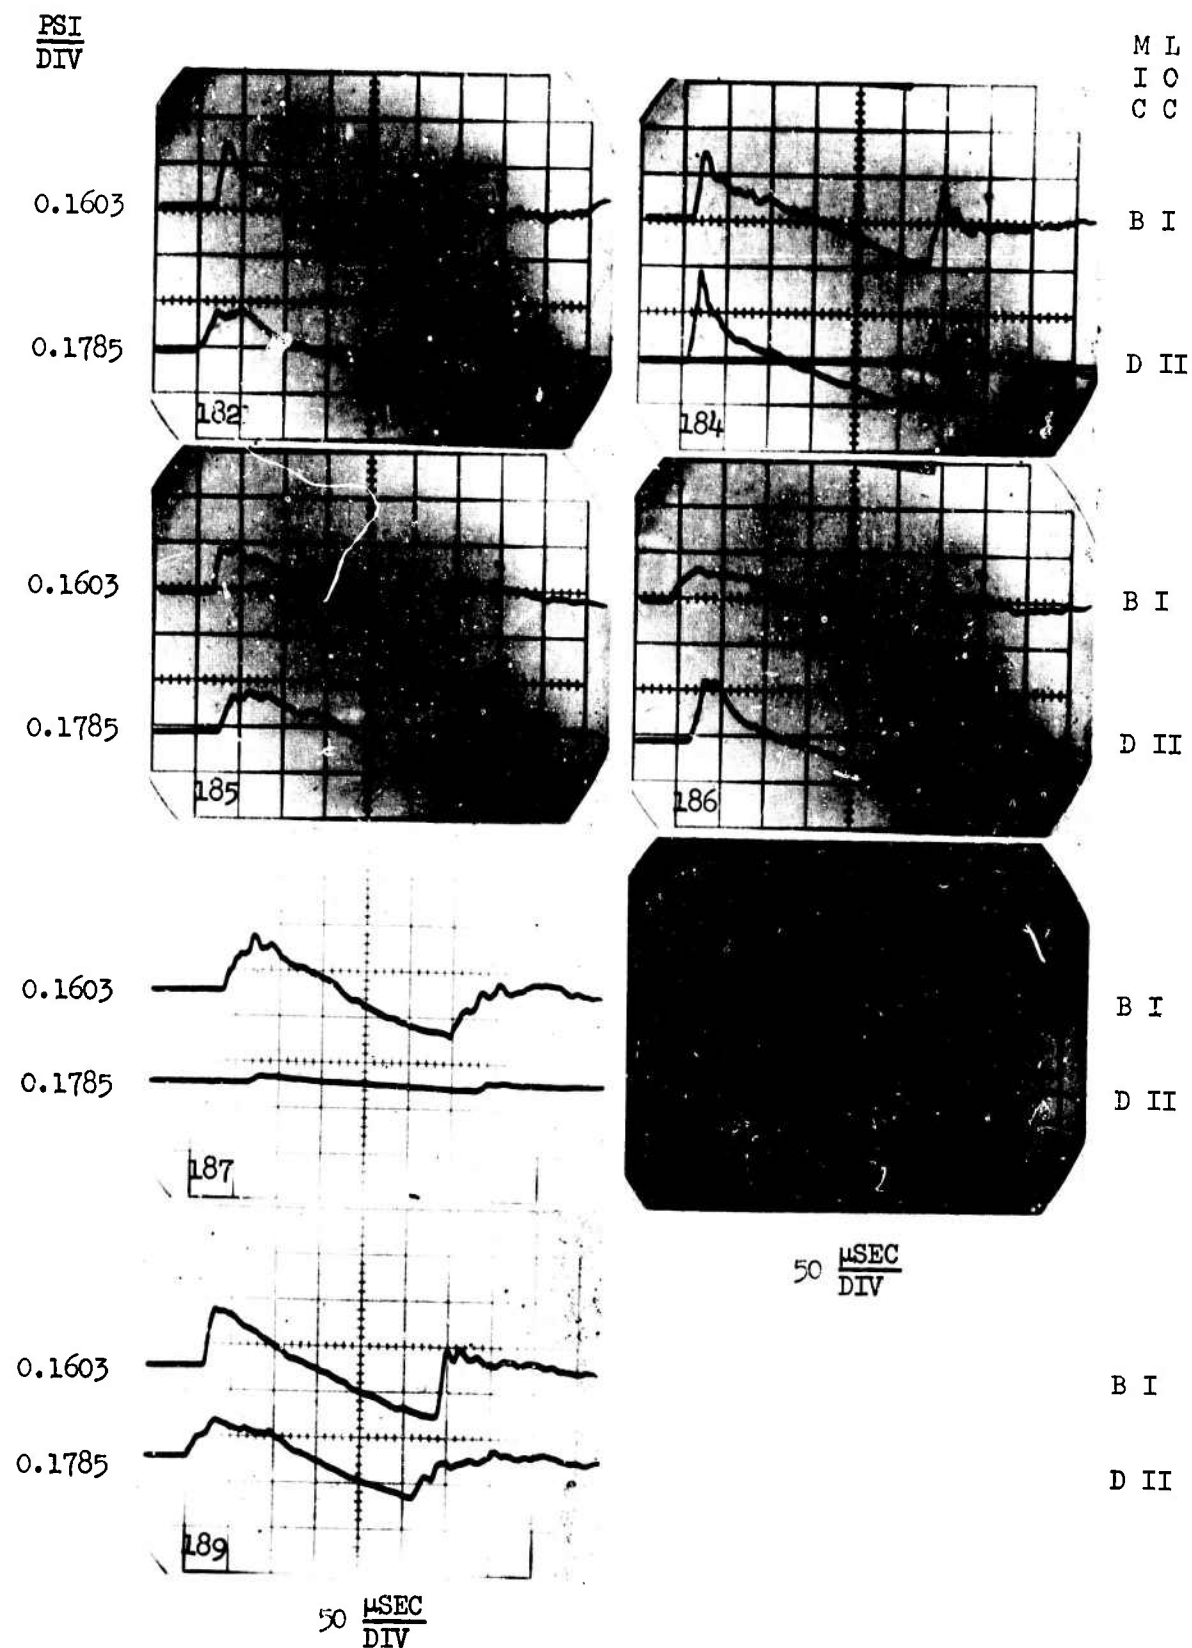 PSI
DIV
M L
I O
C C
0.1603
B I
0.1785
D II
182
184
0.1603
B I
0.1785
D II
185
186
0.1603
B I
0.1785
D II
187
50 µSEC
DIV
0.1603
B I
0.1785
D II
189
50 µSEC
DIV